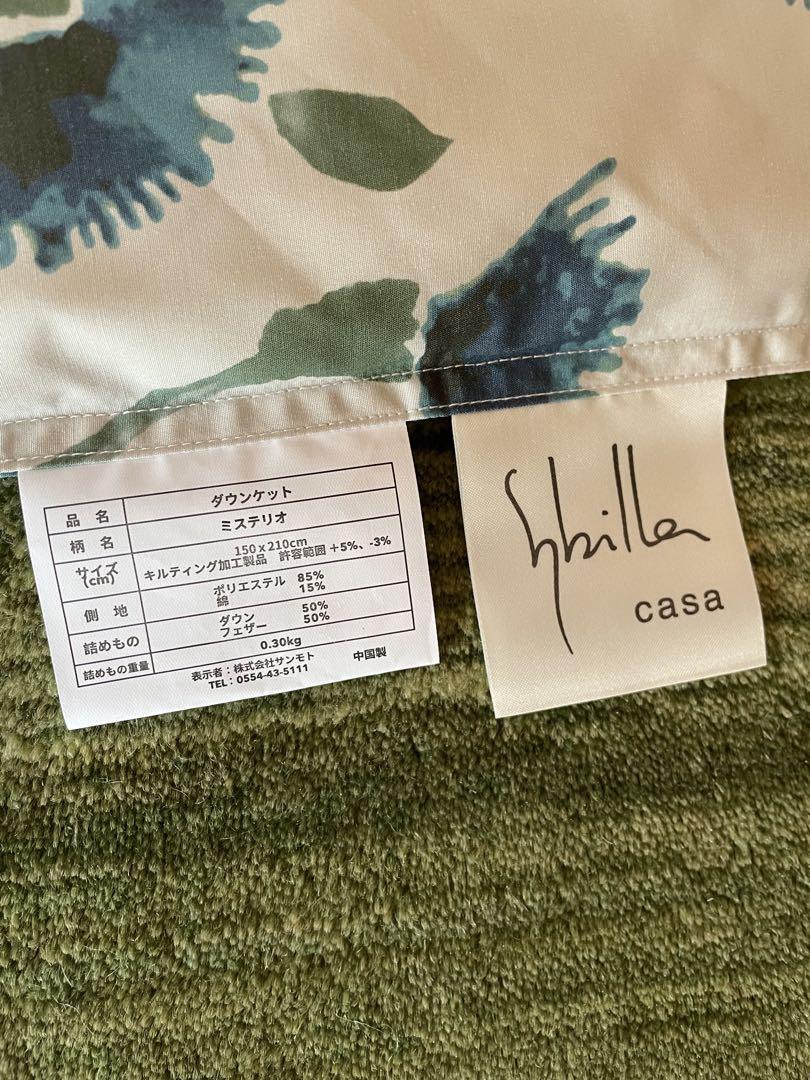 品 名 ダウンケット
柄 名 ミステリオ
サイズ(cm) 150x210cm
キルティング加工製品 許容範囲 +5%、-3%
側 地 ポリエステル 85%
綿 15%
詰めもの ダウン 50%
フェザー 50%
詰めもの重量 0.30kg
表示者：株式会社サンモト 中国製
TEL：0554-43-5111
Sybilla
casa